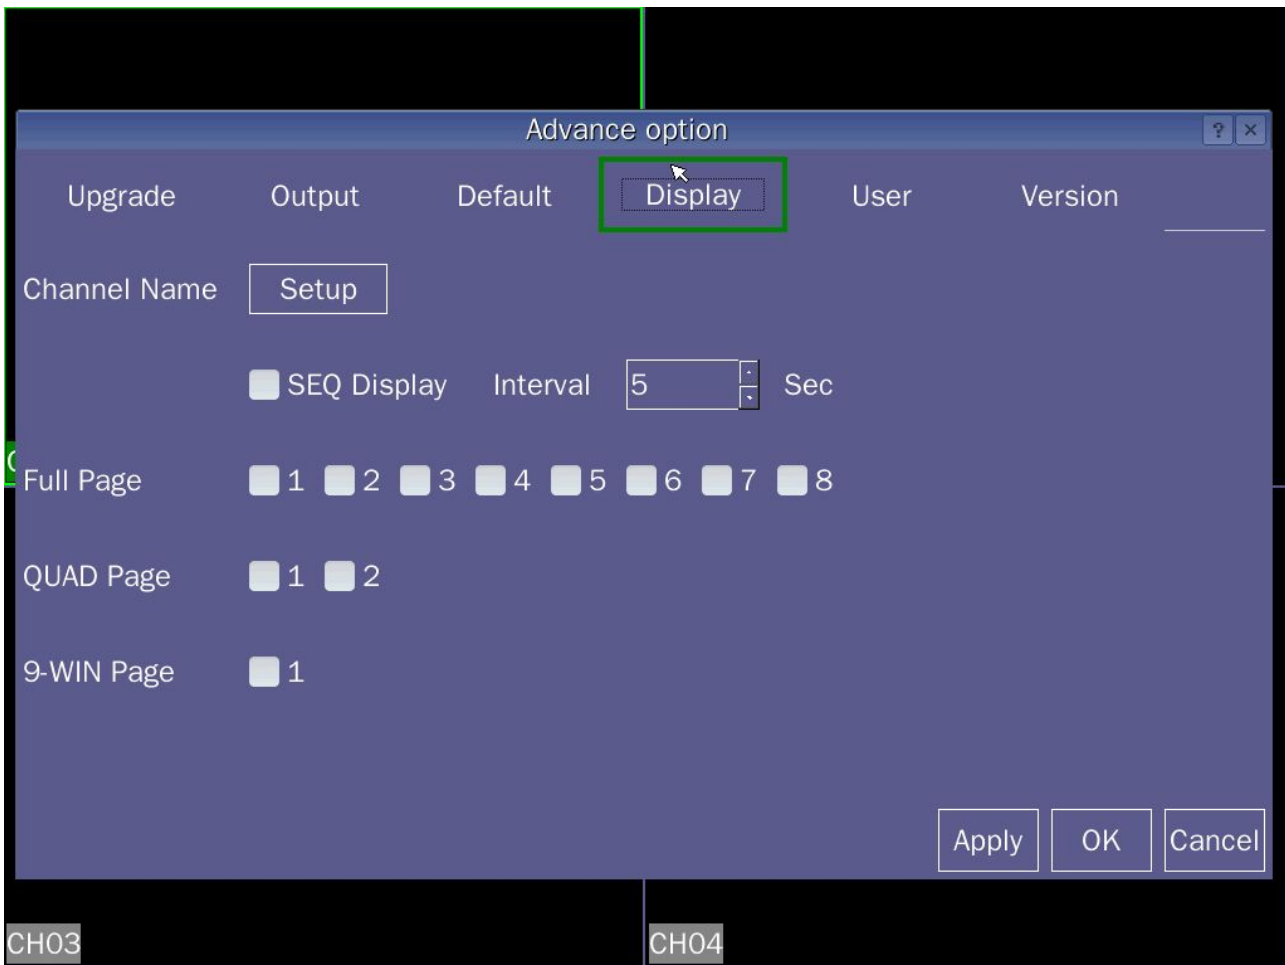 Advance option
Upgrade Output Default Display User Version
Channel Name Setup
SEQ Display Interval 5 Sec
Full Page 1 2 3 4 5 6 7 8
QUAD Page 1 2
9-WIN Page 1
Apply OK Cancel
CH03 CH04